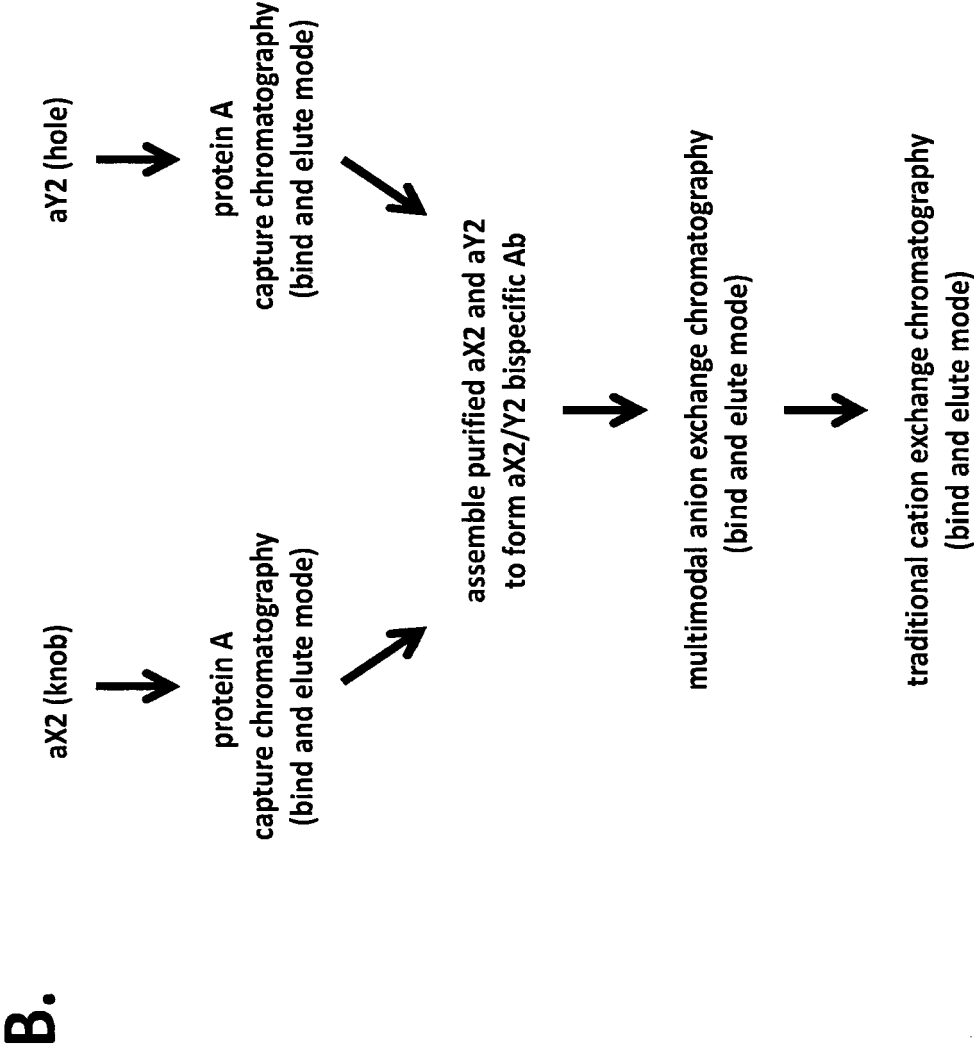 B.
aX2 (knob)
protein A
capture chromatography
(bind and elute mode)
aY2 (hole)
protein A
capture chromatography
(bind and elute mode)
assemble purified aX2 and aY2
to form aX2/Y2 bispecific Ab
multimodal anion exchange chromatography
(bind and elute mode)
traditional cation exchange chromatography
(bind and elute mode)